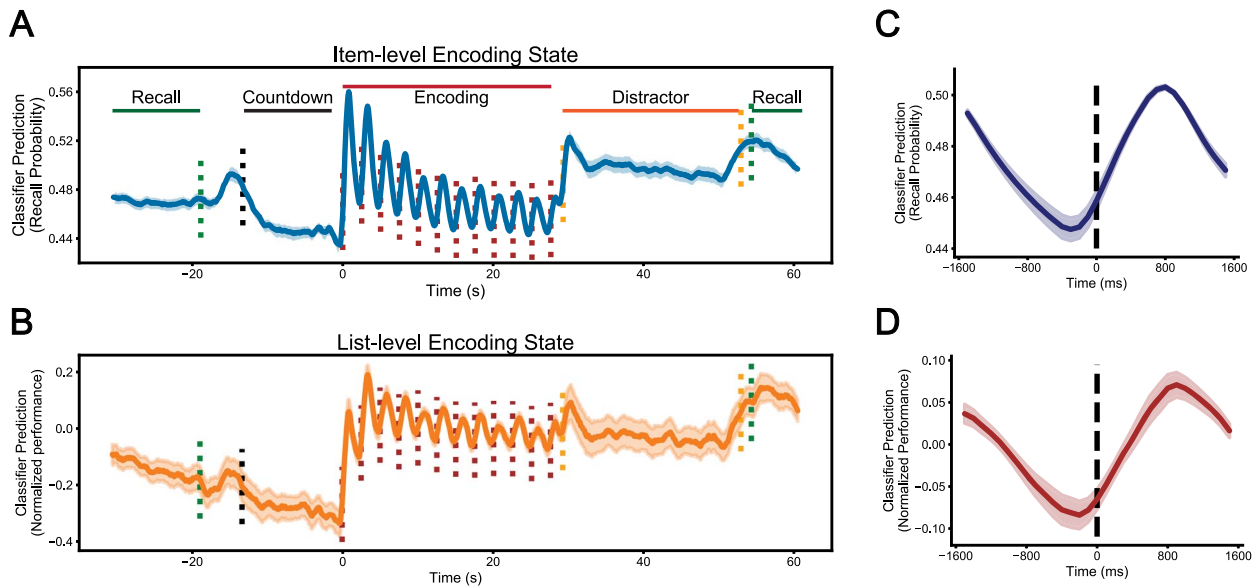 A
Item-level Encoding State
Classifier Prediction
(Recall Probability)
0.56
0.52
0.48
0.44
Recall
Countdown
Encoding
Distractor
Recall
−20
0
20
40
60
Time (s)
B
List-level Encoding State
Classifier Prediction
(Normalized performance)
0.2
0.0
−0.2
−0.4
−20
0
20
40
60
Time (s)
C
Classifier Prediction
(Recall Probability)
0.50
0.48
0.46
0.44
−1600
−800
0
800
1600
Time (ms)
D
Classifier Prediction
(Normalized Performance)
0.10
0.05
0.00
−0.05
−0.10
−1600
−800
0
800
1600
Time (ms)